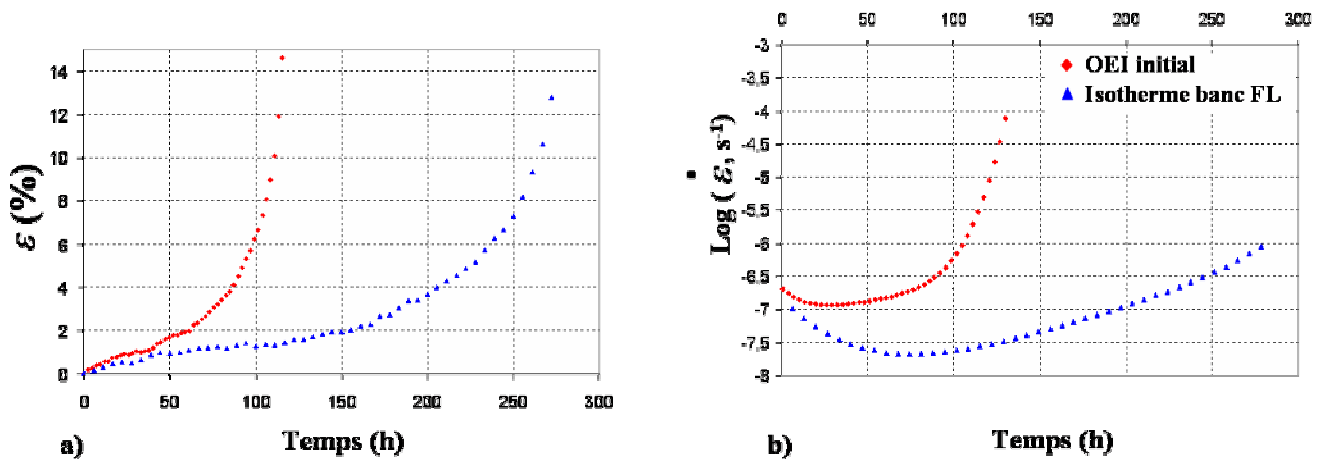 14
12
10
8
6
4
2
0
ε (%)
0 50 100 150 200 250 300
Temps (h)
a)
0 50 100 150 200 250 300
-3
-3.5
-4
-4.5
-5
-5.5
-6
-6.5
-7
-7.5
-8
Log ( ε̇, s⁻¹)
OEI initial
Isotherme banc FL
Temps (h)
b)